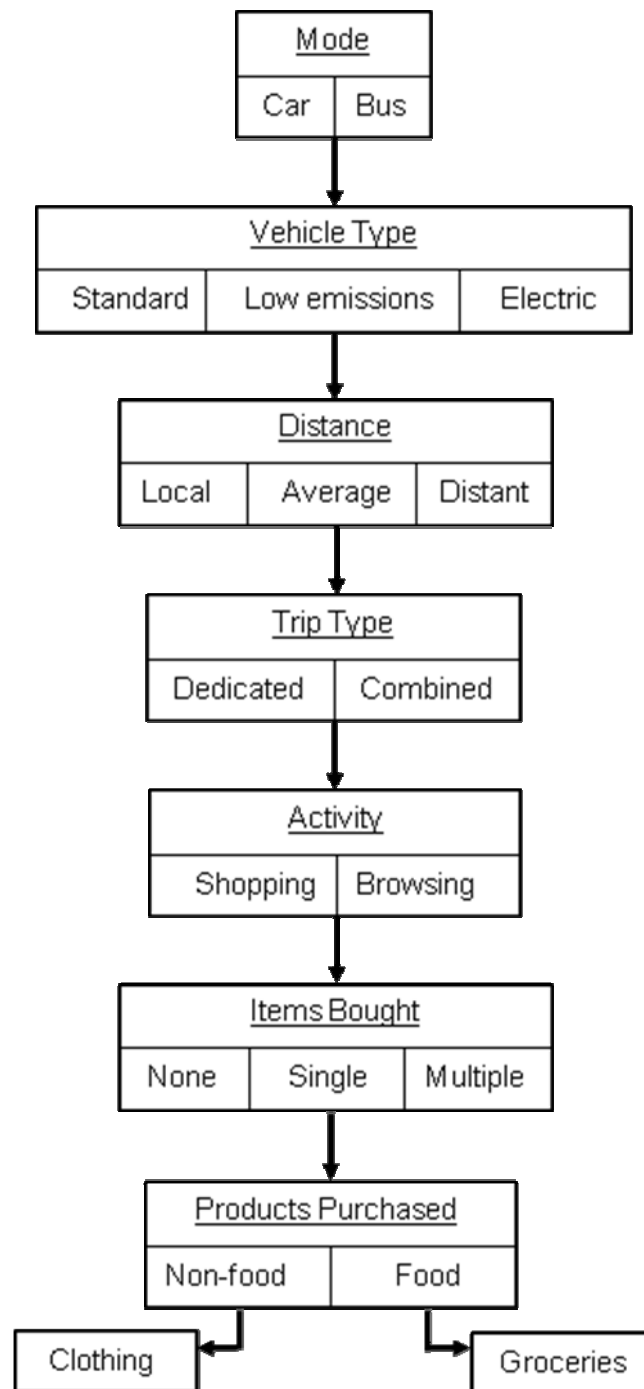 Mode
Car Bus
Vehicle Type
Standard Low emissions Electric
Distance
Local Average Distant
Trip Type
Dedicated Combined
Activity
Shopping Browsing
Items Bought
None Single Multiple
Products Purchased
Non-food Food
Clothing Groceries